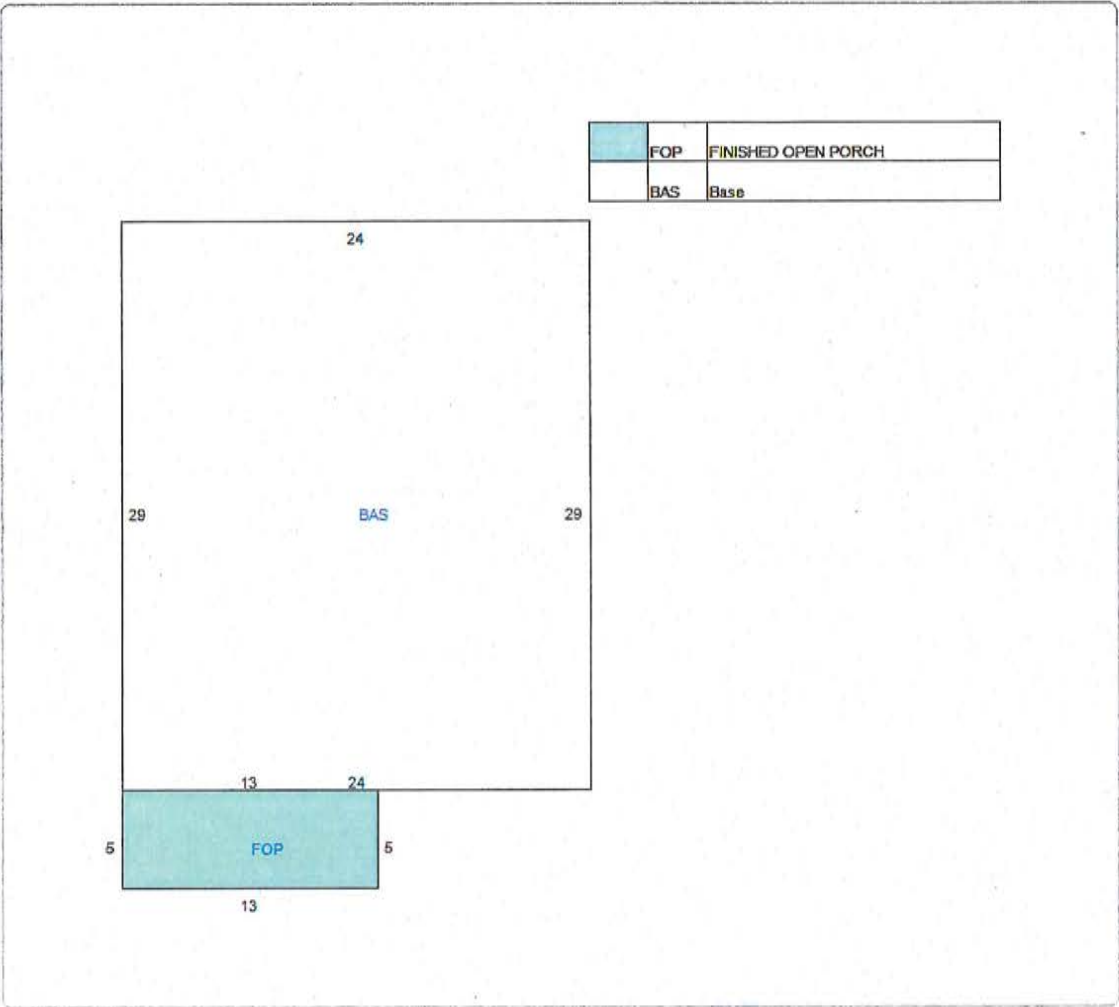 FOP FINISHED OPEN PORCH
BAS Base
24
29 BAS 29
13 24
5 FOP 5
13